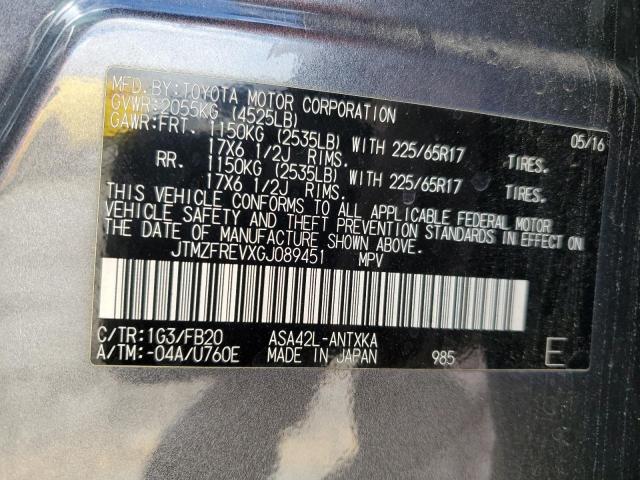 MFD.BY:TOYOTA MOTOR CORPORATION 05/16
GVWR:2055KG (4525LB)
GAWR:FRT. 1150KG (2535LB) WITH 225/65R17 TIRES.
17X6 1/2J RIMS.
RR. 1150KG (2535LB) WITH 225/65R17 TIRES.
17X6 1/2J RIMS.
THIS VEHICLE CONFORMS TO ALL APPLICABLE FEDERAL MOTOR
VEHICLE SAFETY AND THEFT PREVENTION STANDARDS IN EFFECT ON
THE DATE OF MANUFACTURE SHOWN ABOVE.
JTMZFREVXGJ089451 MPV
C/TR:1G3/FB20 ASA42L-ANTXKA
A/TM:-04A/U760E MADE IN JAPAN 985 E